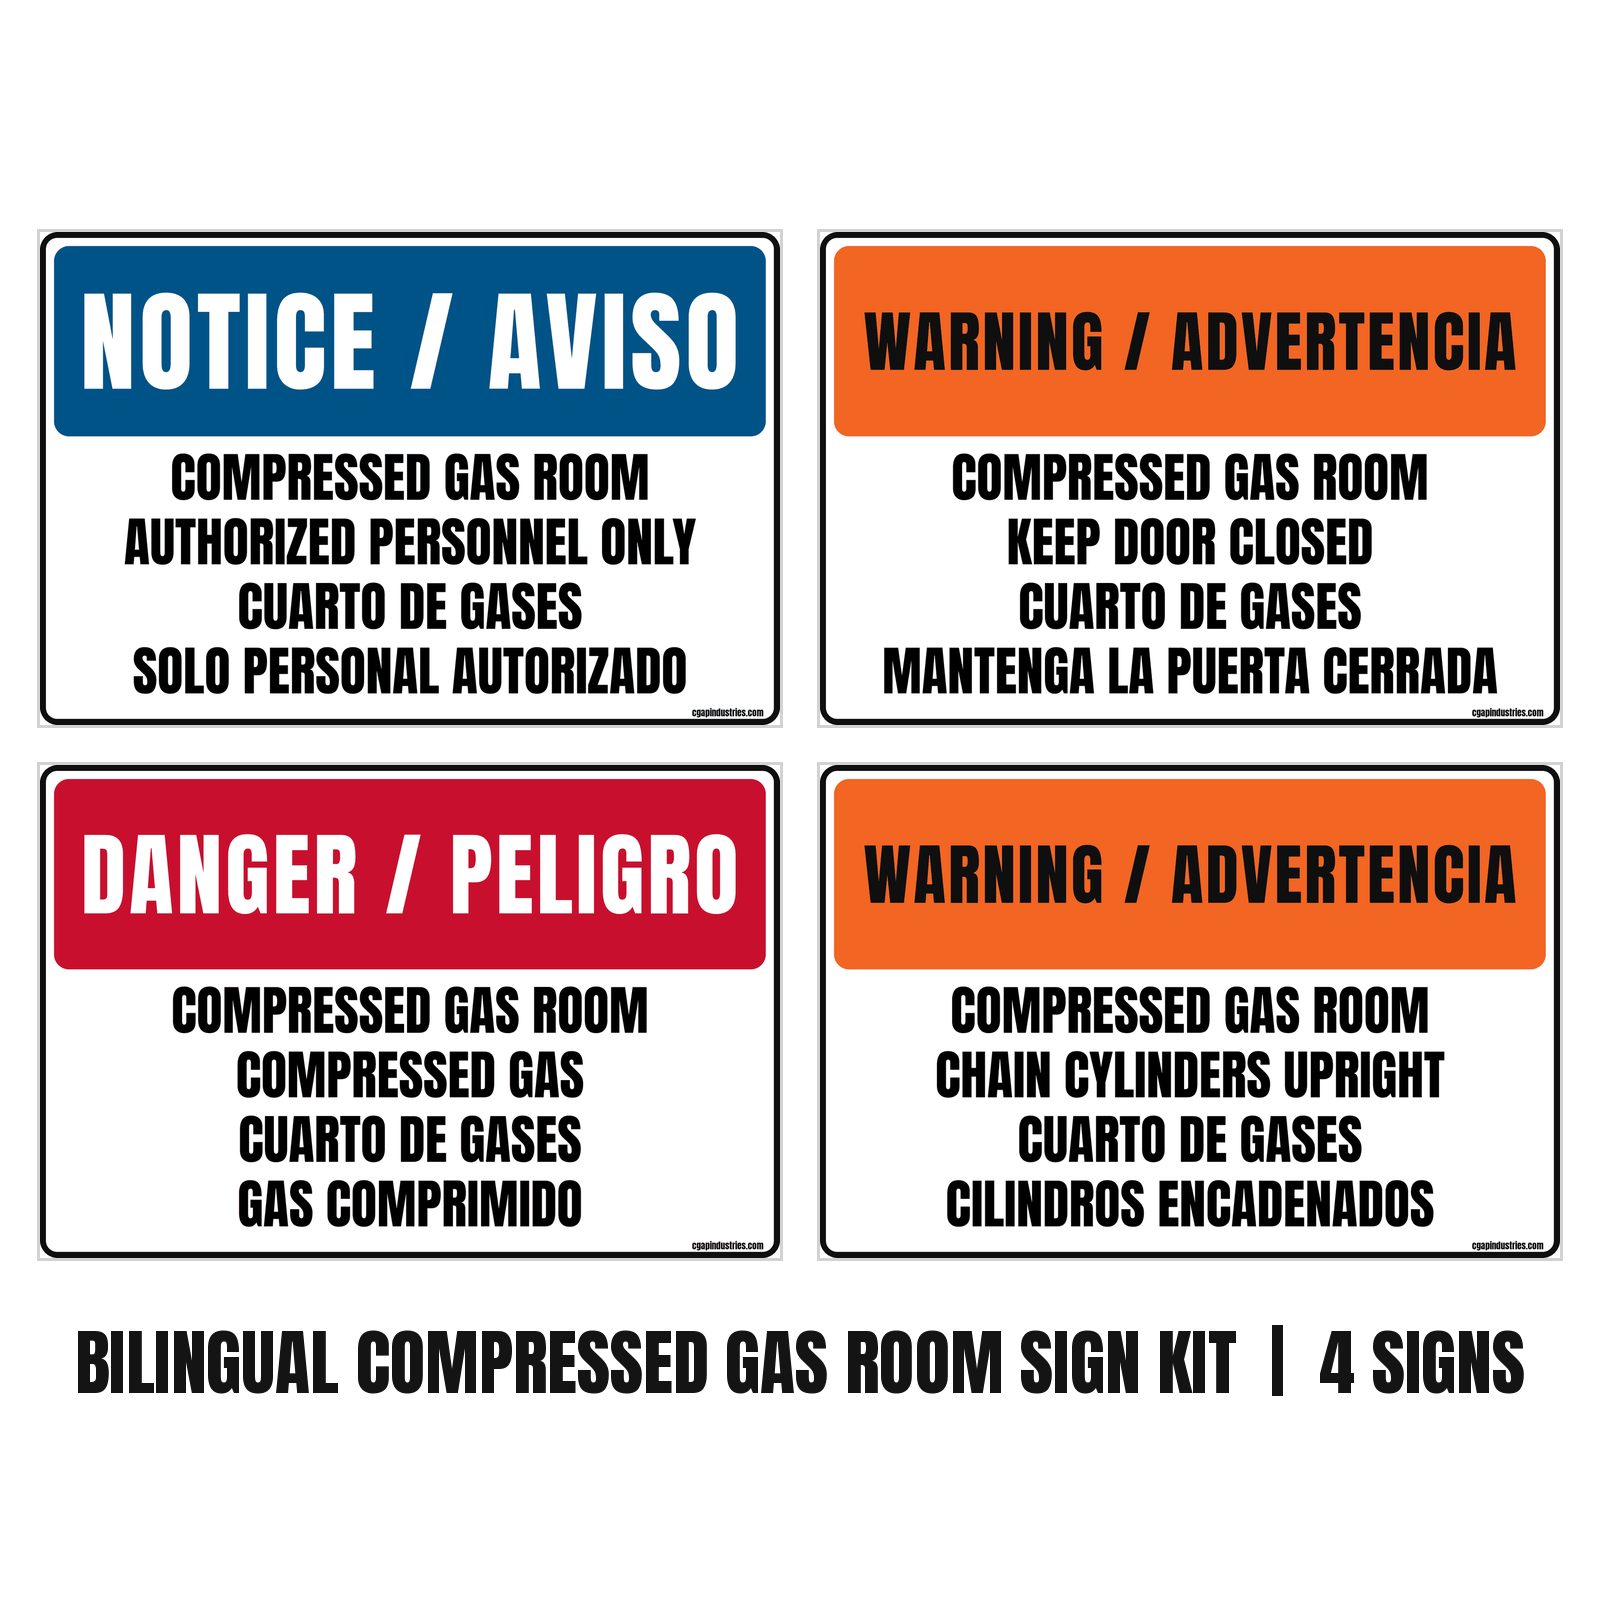 NOTICE / AVISO
COMPRESSED GAS ROOM
AUTHORIZED PERSONNEL ONLY
CUARTO DE GASES
SOLO PERSONAL AUTORIZADO
cgapindustries.com
WARNING / ADVERTENCIA
COMPRESSED GAS ROOM
KEEP DOOR CLOSED
CUARTO DE GASES
MANTENGA LA PUERTA CERRADA
cgapindustries.com
DANGER / PELIGRO
COMPRESSED GAS ROOM
COMPRESSED GAS
CUARTO DE GASES
GAS COMPRIMIDO
cgapindustries.com
WARNING / ADVERTENCIA
COMPRESSED GAS ROOM
CHAIN CYLINDERS UPRIGHT
CUARTO DE GASES
CILINDROS ENCADENADOS
cgapindustries.com
BILINGUAL COMPRESSED GAS ROOM SIGN KIT | 4 SIGNS